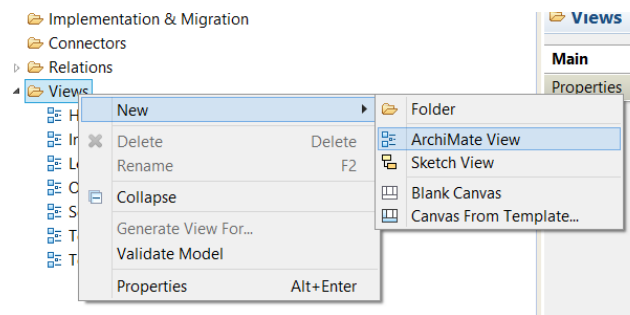 Implementation & Migration
Connectors
Relations
Views
H
In
L
O
S
T
T
New
Delete Delete
Rename F2
Collapse
Generate View For...
Validate Model
Properties Alt+Enter
Folder
ArchiMate View
Sketch View
Blank Canvas
Canvas From Template...
Views
Main
Properties